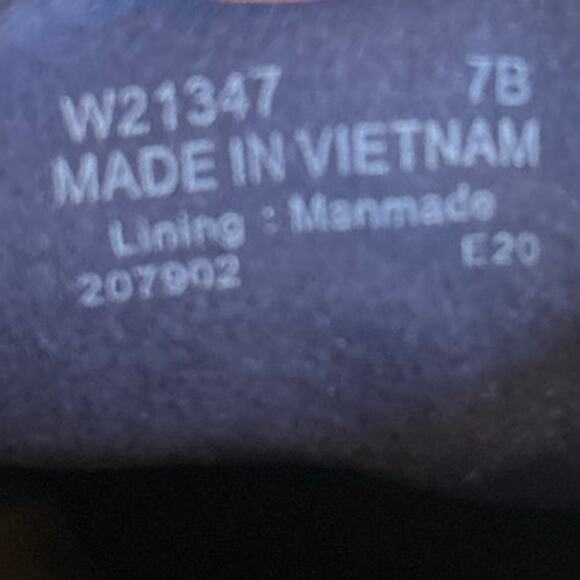 W21347 7B
MADE IN VIETNAM
Lining : Manmade
207902 E20